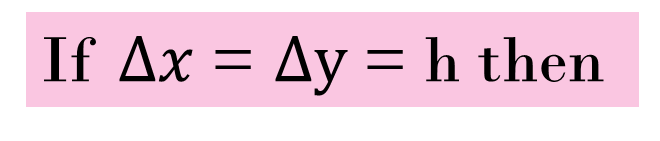 If Δx = Δy = h then